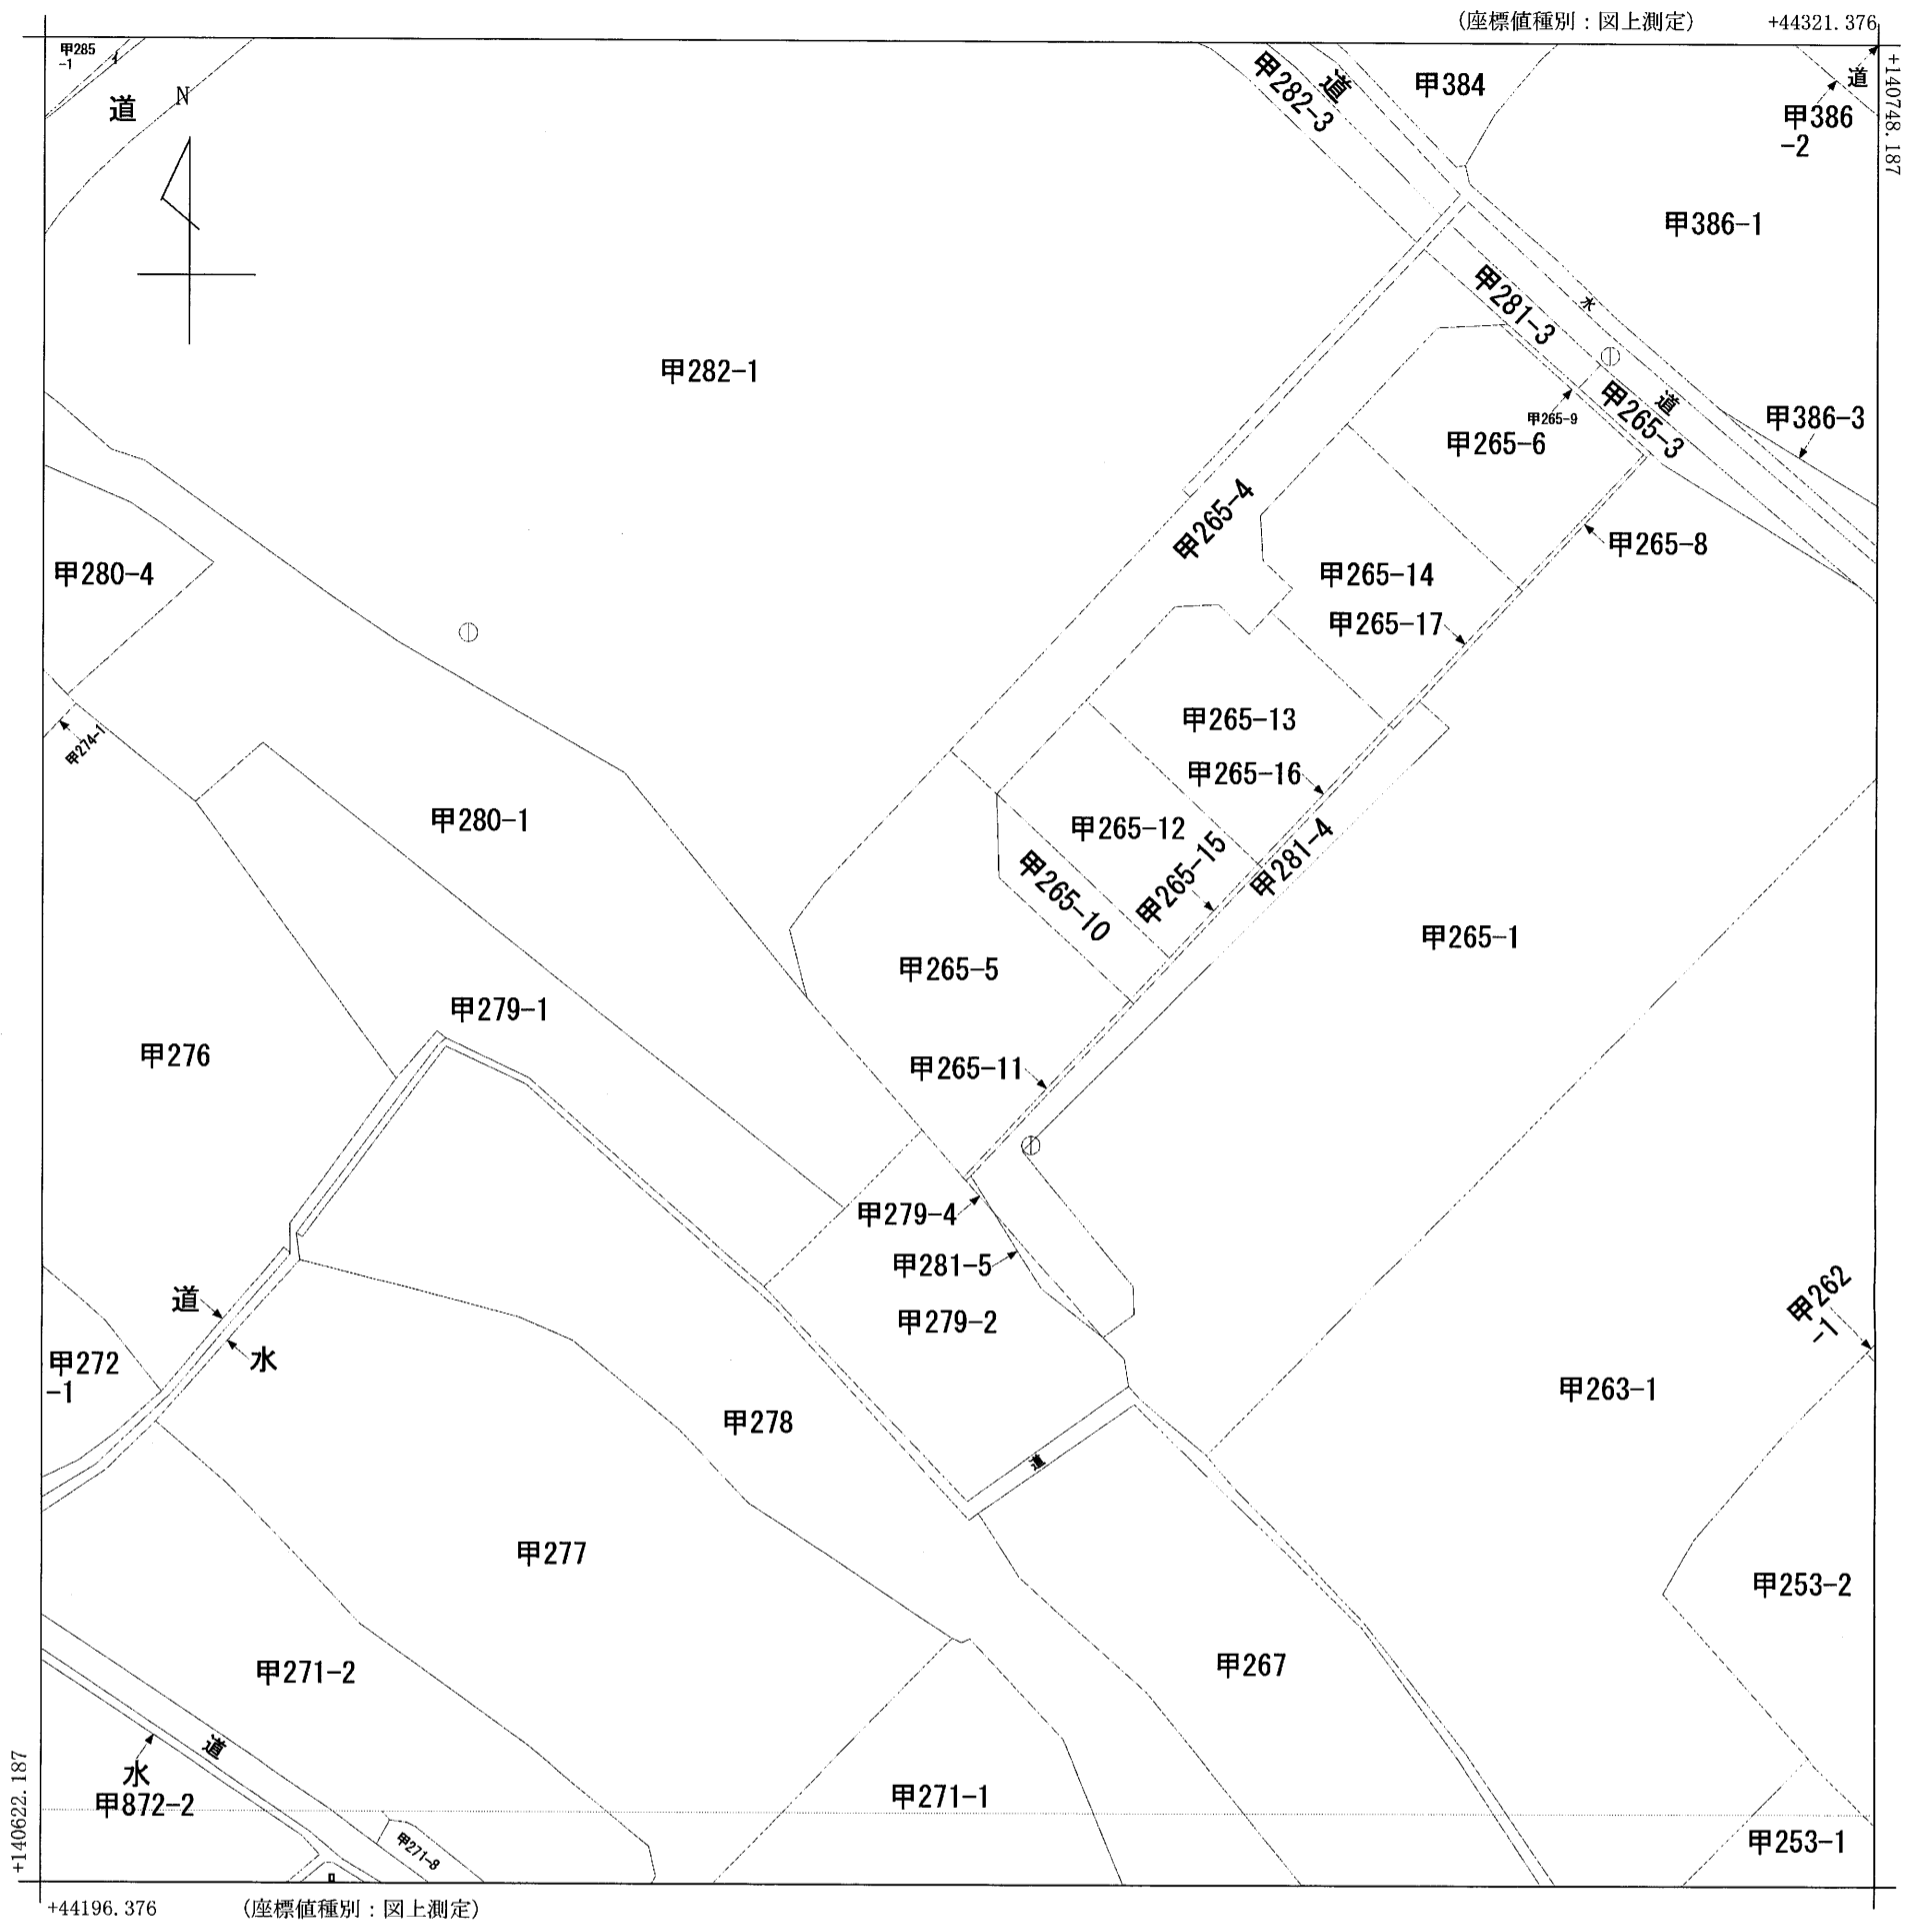 (座標値種別：図上測定) +44321.376
+140748.187
甲285
-1
道
N
甲282-3
道
甲384
道
甲386
-2
甲386-1
甲281-3
水
甲282-1
甲265-9
甲265-3
道
甲386-3
甲265-6
甲265-4
甲265-8
甲280-4
甲265-14
甲265-17
甲274-1
甲265-13
甲265-16
甲280-1
甲265-12
甲265-15
甲281-4
甲265-10
甲265-1
甲265-5
甲279-1
甲276
甲265-11
甲279-4
甲281-5
甲279-2
道
水
甲272
-1
甲262
-1
甲263-1
甲278
道
甲277
甲253-2
甲267
甲271-2
道
水
甲872-2
甲271-1
甲271-8
甲253-1
+140622.187
+44196.376 (座標値種別：図上測定)